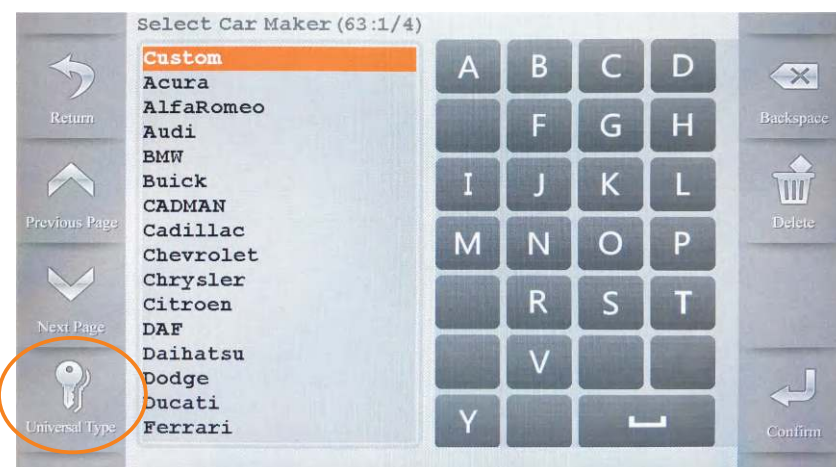 Select Car Maker (63:1/4)
Custom
Acura
AlfaRomeo
Audi
BMW
Buick
CADMAN
Cadillac
Chevrolet
Chrysler
Citroen
DAF
Daihatsu
Dodge
Ducati
Ferrari
Return
Previous Page
Next Page
Universal Type
A B C D
F G H
I J K L
M N O P
R S T
V
Y
Backspace
Delete
Confirm